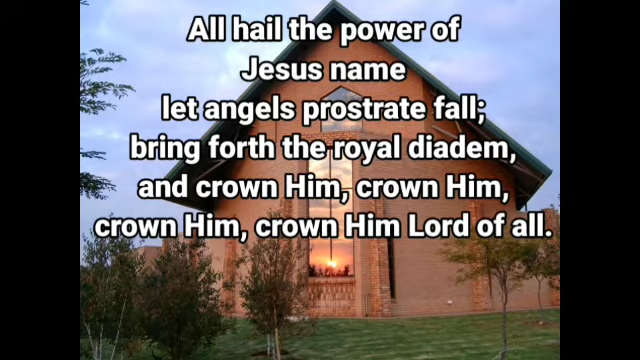 All hail the power of
Jesus name
let angels prostrate fall;
bring forth the royal diadem,
and crown Him, crown Him,
crown Him, crown Him Lord of all.